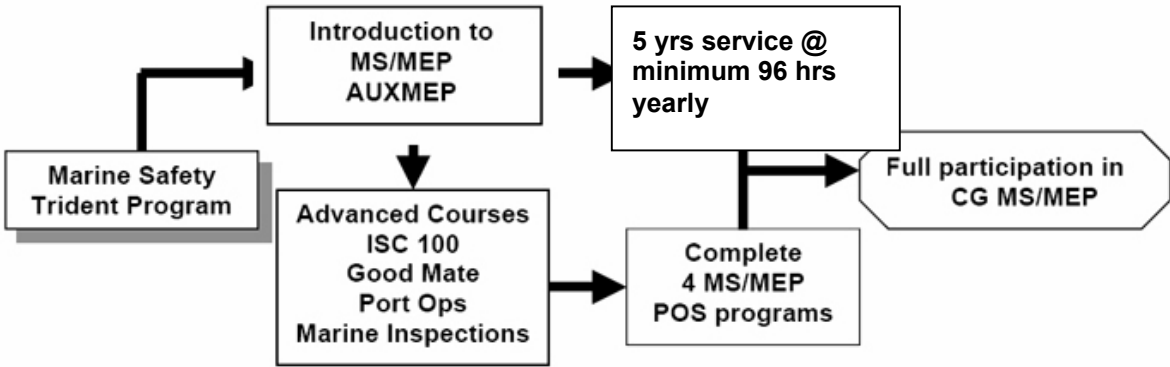 Marine Safety
Trident Program
Introduction to
MS/MEP
AUXMEP
5 yrs service @
minimum 96 hrs
yearly
Advanced Courses
ISC 100
Good Mate
Port Ops
Marine Inspections
Complete
4 MS/MEP
POS programs
Full participation in
CG MS/MEP